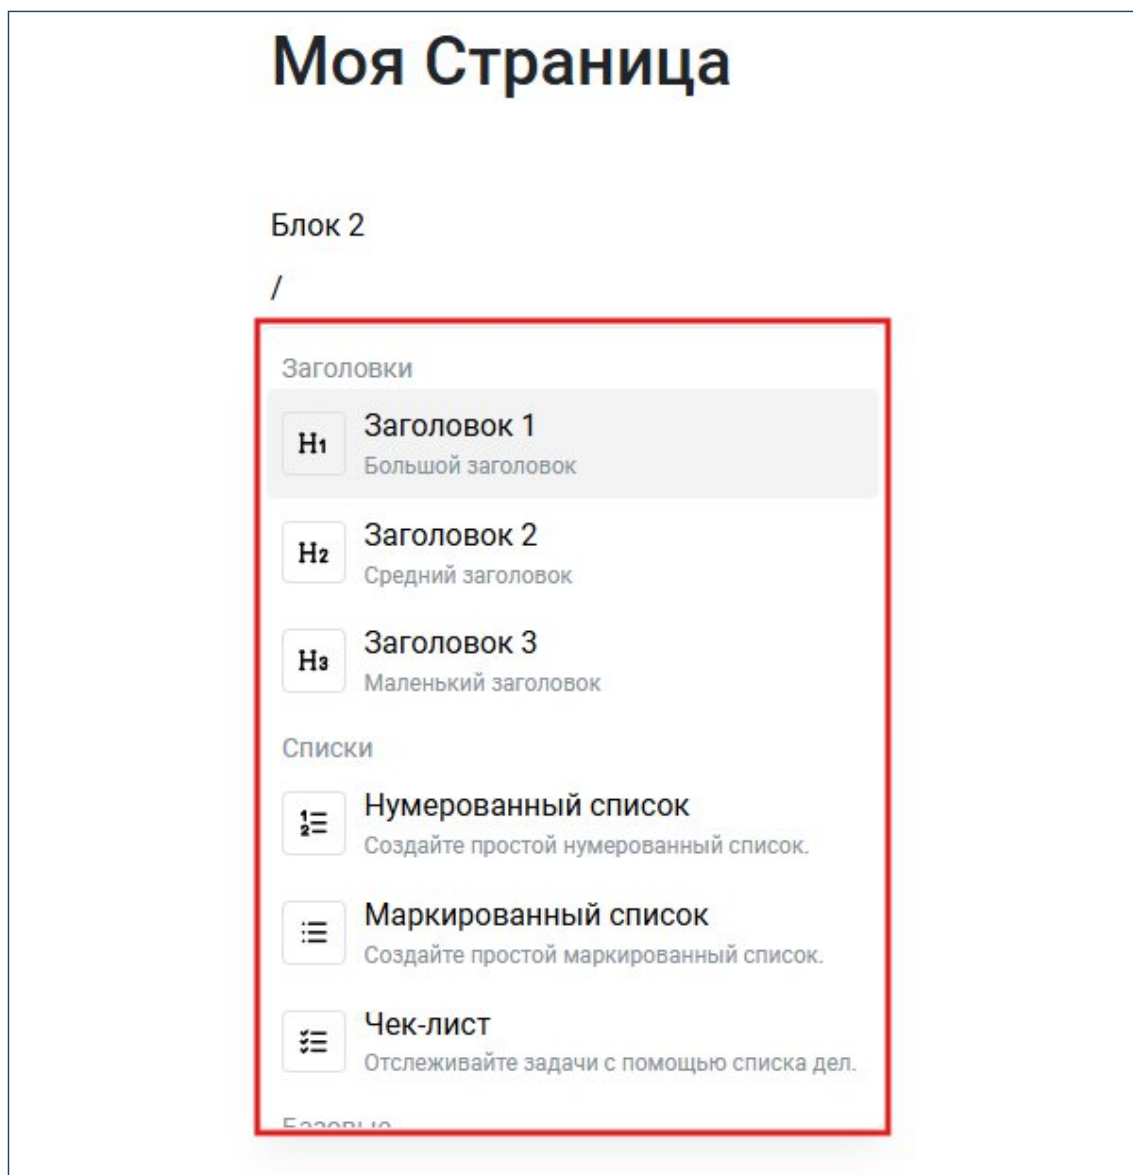 Моя Страница
Блок 2
/
Заголовки
H1
Заголовок 1
Большой заголовок
H2
Заголовок 2
Средний заголовок
H3
Заголовок 3
Маленький заголовок
Списки
Нумерованный список
Создайте простой нумерованный список.
Маркированный список
Создайте простой маркированный список.
Чек-лист
Отслеживайте задачи с помощью списка дел.
Базовые